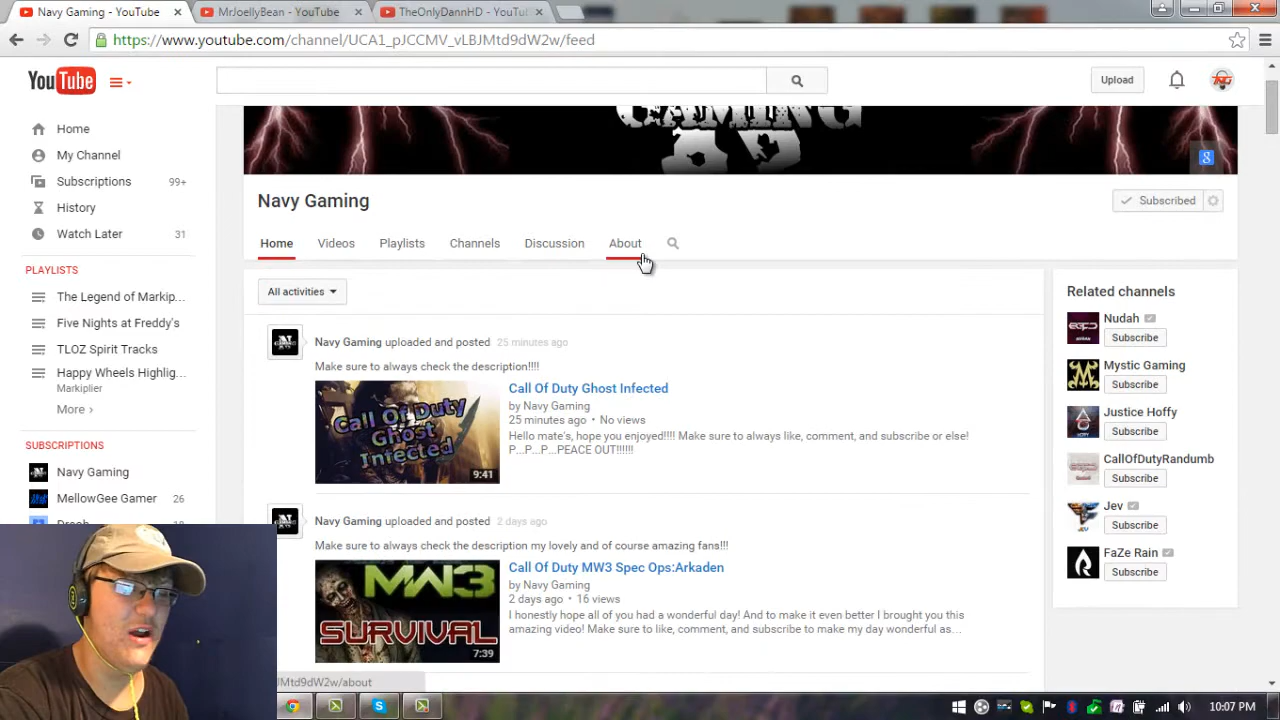 Navy Gaming - YouTube
MrJoellyBean - YouTube
TheOnlyDannHD - YouTub
10:07 PM
https://www.youtube.com/channel/UCA1_pJCCMV_vLBJMtd9dW2w/feed
YouTube
Upload
GAMING
Home
My Channel
Subscriptions 99+
History
Watch Later 31
PLAYLISTS
The Legend of Markip...
Five Nights at Freddy's
TLOZ Spirit Tracks
Happy Wheels Highlig...
Markiplier
More ›
SUBSCRIPTIONS
Navy Gaming
MellowGee Gamer 26
Navy Gaming
Subscribed
Home Videos Playlists Channels Discussion About
All activities
Navy Gaming uploaded and posted 25 minutes ago
Make sure to always check the description!!!!
Call Of Duty
Ghost
Infected
9:41
Call Of Duty Ghost Infected
by Navy Gaming
25 minutes ago • No views
Hello mate's, hope you enjoyed!!!! Make sure to always like, comment, and subscribe or else!
P...P...P...PEACE OUT!!!!!!
Navy Gaming uploaded and posted 2 days ago
Make sure to always check the description my lovely and of course amazing fans!!!
MW3
SURVIVAL
7:39
Call Of Duty MW3 Spec Ops:Arkaden
by Navy Gaming
2 days ago • 16 views
I honestly hope all of you had a wonderful day! And to make it even better I brought you this
amazing video! Make sure to like, comment, and subscribe to make my day wonderful as...
Related channels
Nudah
Subscribe
Mystic Gaming
Subscribe
Justice Hoffy
Subscribe
CallOfDutyRandumb
Subscribe
Jev
Subscribe
FaZe Rain
Subscribe
JMtd9dW2w/about
10:07 PM